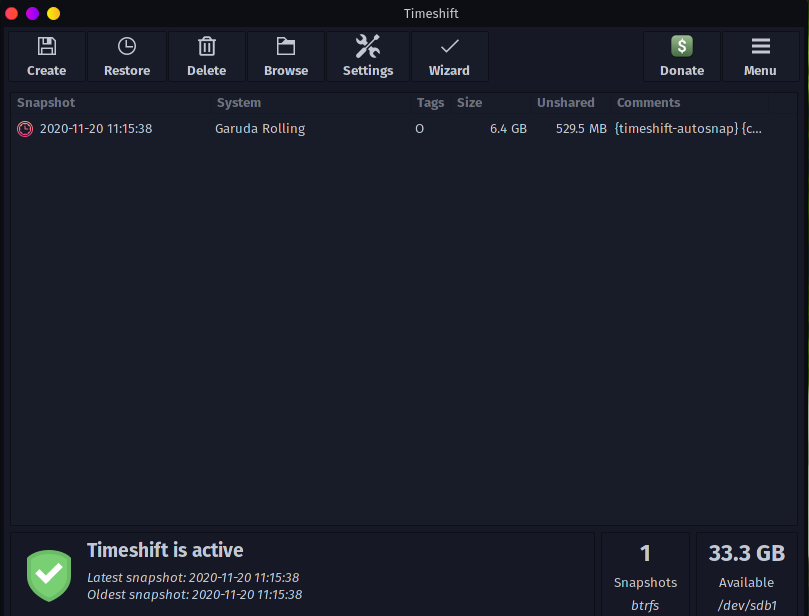 Timeshift
Create Restore Delete Browse Settings Wizard $ Donate Menu
Snapshot System Tags Size Unshared Comments
2020-11-20 11:15:38 Garuda Rolling O 6.4 GB 529.5 MB {timeshift-autosnap} {c...
Timeshift is active
Latest snapshot: 2020-11-20 11:15:38
Oldest snapshot: 2020-11-20 11:15:38
1
Snapshots
btrfs
33.3 GB
Available
/dev/sdb1